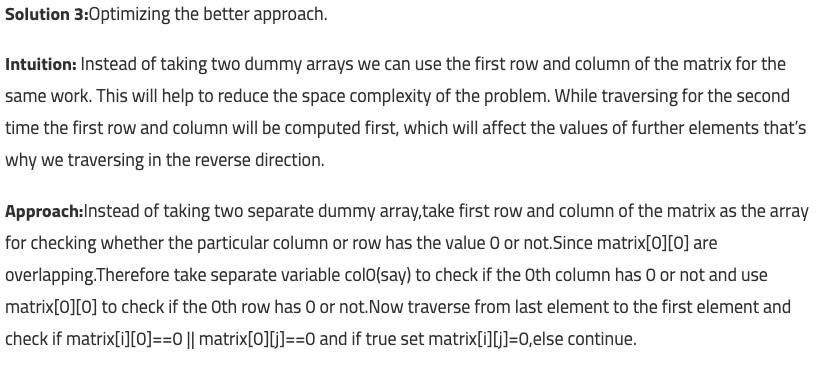 Solution 3:Optimizing the better approach.
Intuition: Instead of taking two dummy arrays we can use the first row and column of the matrix for the
same work. This will help to reduce the space complexity of the problem. While traversing for the second
time the first row and column will be computed first, which will affect the values of further elements that’s
why we traversing in the reverse direction.
Approach:Instead of taking two separate dummy array,take first row and column of the matrix as the array
for checking whether the particular column or row has the value 0 or not.Since matrix[0][0] are
overlapping.Therefore take separate variable col0(say) to check if the 0th column has 0 or not and use
matrix[0][0] to check if the 0th row has 0 or not.Now traverse from last element to the first element and
check if matrix[i][0]==0 || matrix[0][j]==0 and if true set matrix[i][j]=0,else continue.